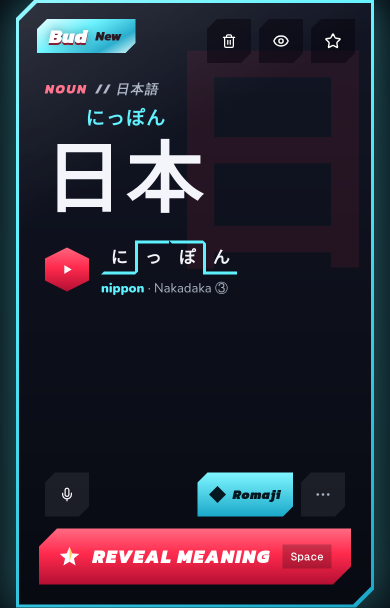 Bud New
NOUN // 日本語
にっぽん
日本
にっぽん
nippon · Nakadaka ③
Romaji
REVEAL MEANING Space